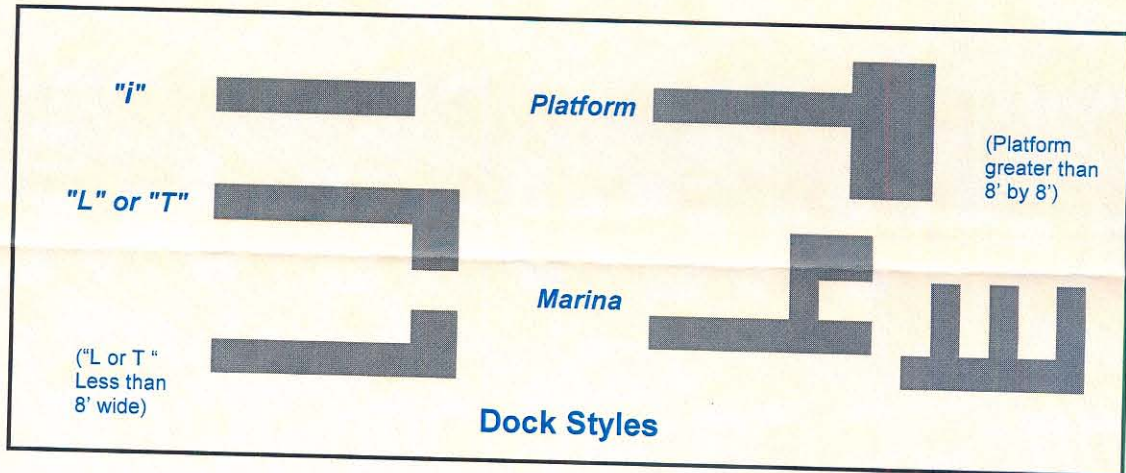 "i"
"L" or "T"
("L or T "
Less than
8' wide)
Platform
(Platform
greater than
8' by 8')
Marina
Dock Styles